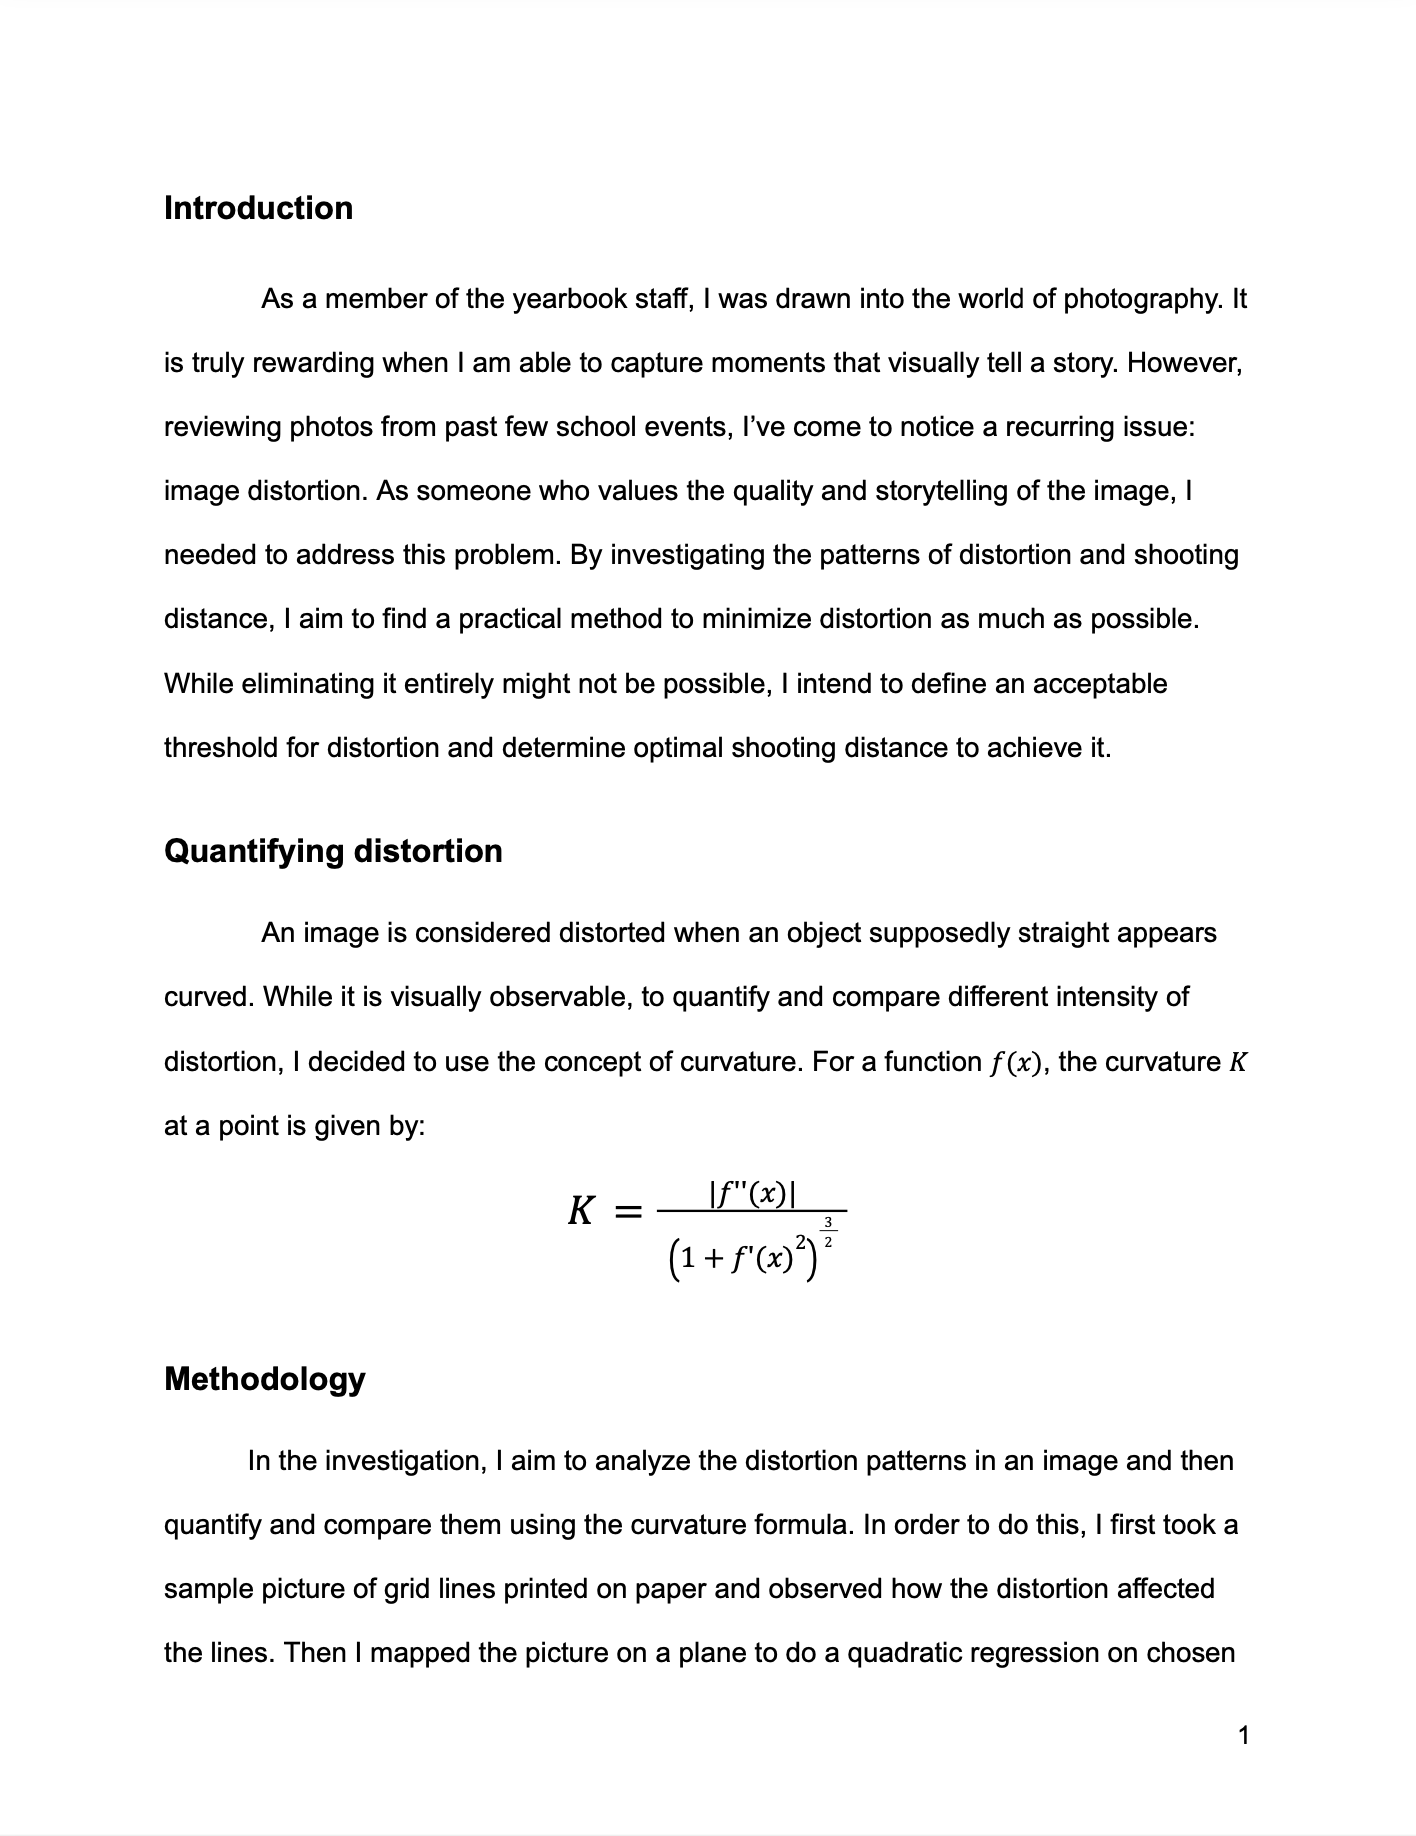 Introduction
As a member of the yearbook staff, I was drawn into the world of photography. It
is truly rewarding when I am able to capture moments that visually tell a story. However,
reviewing photos from past few school events, I’ve come to notice a recurring issue:
image distortion. As someone who values the quality and storytelling of the image, I
needed to address this problem. By investigating the patterns of distortion and shooting
distance, I aim to find a practical method to minimize distortion as much as possible.
While eliminating it entirely might not be possible, I intend to define an acceptable
threshold for distortion and determine optimal shooting distance to achieve it.
Quantifying distortion
An image is considered distorted when an object supposedly straight appears
curved. While it is visually observable, to quantify and compare different intensity of
distortion, I decided to use the concept of curvature. For a function f(x), the curvature K
at a point is given by:
K = |f''(x)| / (1 + f'(x)^2)^(3/2)
Methodology
In the investigation, I aim to analyze the distortion patterns in an image and then
quantify and compare them using the curvature formula. In order to do this, I first took a
sample picture of grid lines printed on paper and observed how the distortion affected
the lines. Then I mapped the picture on a plane to do a quadratic regression on chosen
1